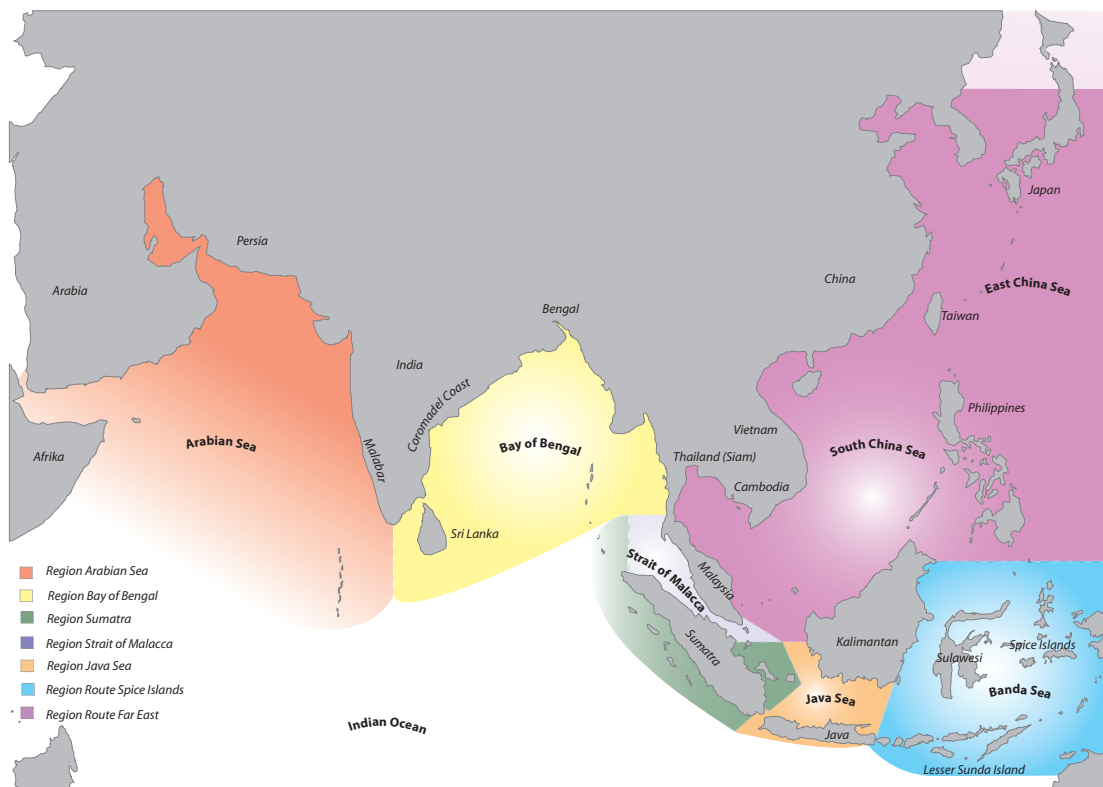 Japan
Persia
East China Sea
China
Arabia
Bengal
Taiwan
India
Coromadel Coast
Philippines
Arabian Sea
Bay of Bengal
Vietnam
South China Sea
Malabar
Afrika
Thailand (Siam)
Cambodia
Sri Lanka
Strait of Malacca
Malaysia
Region Arabian Sea
Region Bay of Bengal
Region Sumatra
Region Strait of Malacca
Region Java Sea
Region Route Spice Islands
Region Route Far East
Sumatra
Kalimantan
Spice Islands
Sulawesi
Banda Sea
Java Sea
Indian Ocean
Java
Lesser Sunda Island